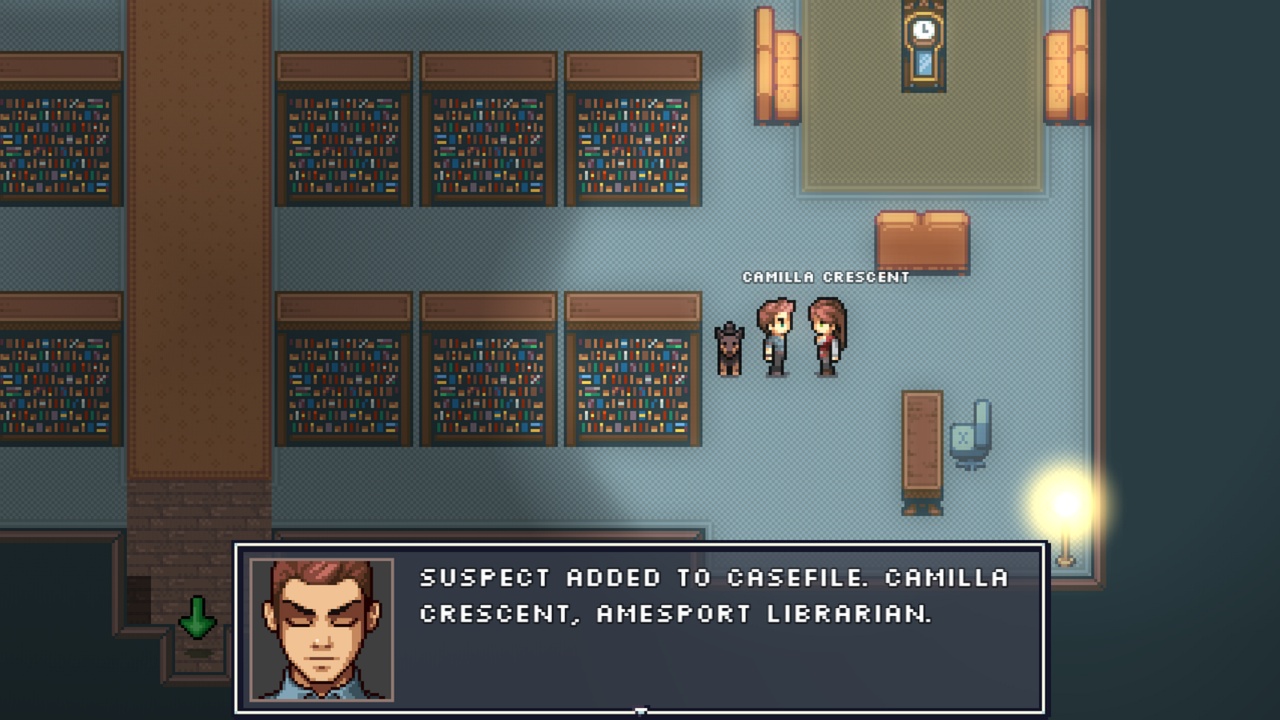 CAMILLA CRESCENT
SUSPECT ADDED TO CASEFILE. CAMILLA
CRESCENT, AMESPORT LIBRARIAN.